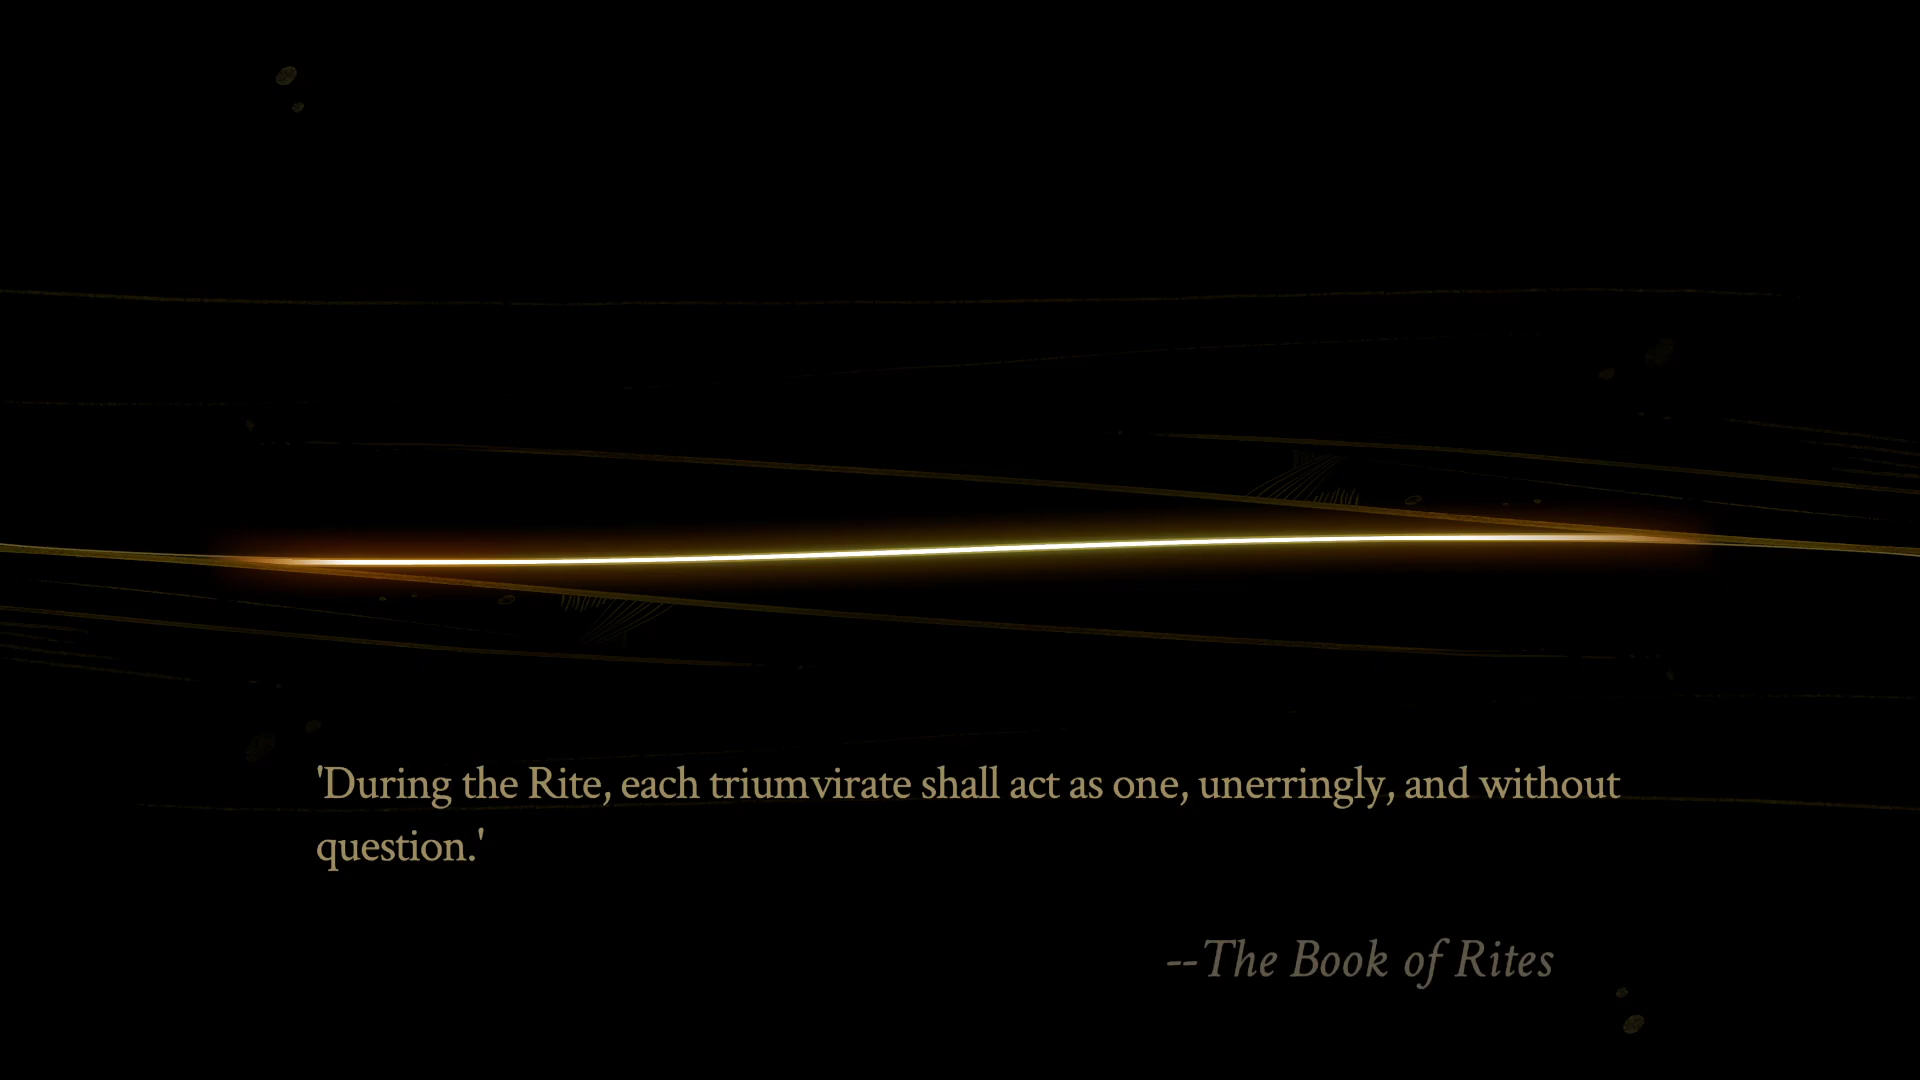 'During the Rite, each triumvirate shall act as one, unerringly, and without
question.'
--The Book of Rites